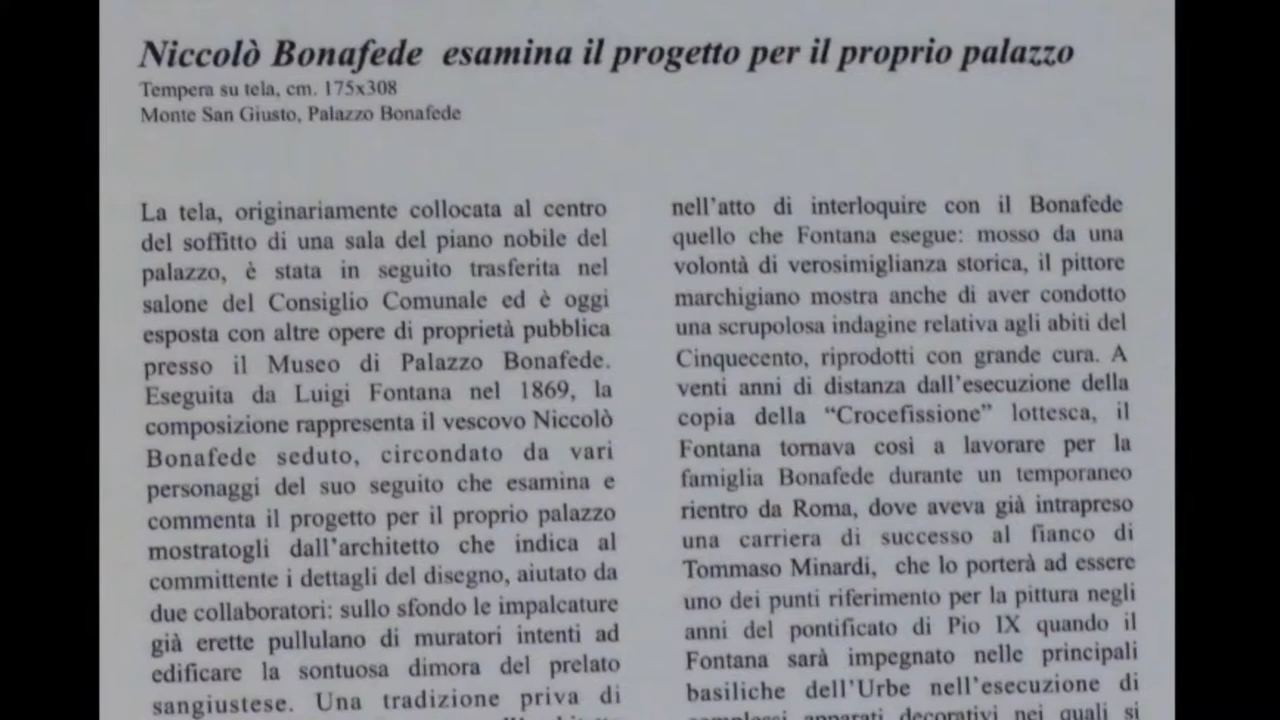 Niccolò Bonafede esamina il progetto per il proprio palazzo
Tempera su tela, cm. 175x308
Monte San Giusto, Palazzo Bonafede
La tela, originariamente collocata al centro
del soffitto di una sala del piano nobile del
palazzo, è stata in seguito trasferita nel
salone del Consiglio Comunale ed è oggi
esposta con altre opere di proprietà pubblica
presso il Museo di Palazzo Bonafede.
Eseguita da Luigi Fontana nel 1869, la
composizione rappresenta il vescovo Niccolò
Bonafede seduto, circondato da vari
personaggi del suo seguito che esamina e
commenta il progetto per il proprio palazzo
mostratogli dall'architetto che indica al
committente i dettagli del disegno, aiutato da
due collaboratori: sullo sfondo le impalcature
già erette pullulano di muratori intenti ad
edificare la sontuosa dimora del prelato
sangiustese. Una tradizione priva di
nell'atto di interloquire con il Bonafede
quello che Fontana esegue: mosso da una
volontà di verosimiglianza storica, il pittore
marchigiano mostra anche di aver condotto
una scrupolosa indagine relativa agli abiti del
Cinquecento, riprodotti con grande cura. A
venti anni di distanza dall'esecuzione della
copia della "Crocefissione" lottesca, il
Fontana tornava così a lavorare per la
famiglia Bonafede durante un temporaneo
rientro da Roma, dove aveva già intrapreso
una carriera di successo al fianco di
Tommaso Minardi, che lo porterà ad essere
uno dei punti riferimento per la pittura negli
anni del pontificato di Pio IX quando il
Fontana sarà impegnato nelle principali
basiliche dell'Urbe nell'esecuzione di
complessi apparati decorativi nei quali si